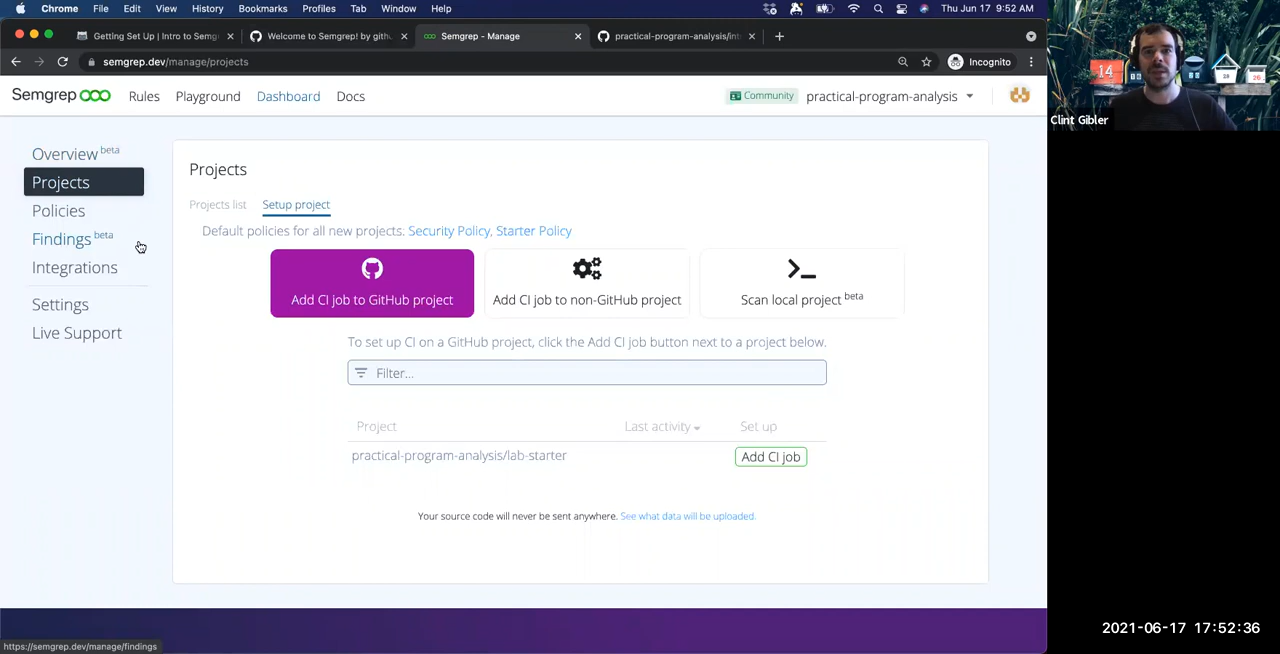 Chrome File Edit View History Bookmarks Profiles Tab Window Help Thu Jun 17 9:52 AM
Getting Set Up | Intro to Semg Welcome to Semgrep! by gith Semgrep - Manage practical-program-analysis/int
semgrep.dev/manage/projects Incognito
Semgrep Rules Playground Dashboard Docs Community practical-program-analysis
Overview beta
Projects
Policies
Findings beta
Integrations
Settings
Live Support
Projects
Projects list Setup project
Default policies for all new projects: Security Policy, Starter Policy
Add CI job to GitHub project Add CI job to non-GitHub project Scan local project beta
To set up CI on a GitHub project, click the Add CI job button next to a project below.
Filter...
Project Last activity Set up
practical-program-analysis/lab-starter Add CI job
Your source code will never be sent anywhere. See what data will be uploaded.
https://semgrep.dev/manage/findings
14
Clint Gibler
2021-06-17 17:52:36